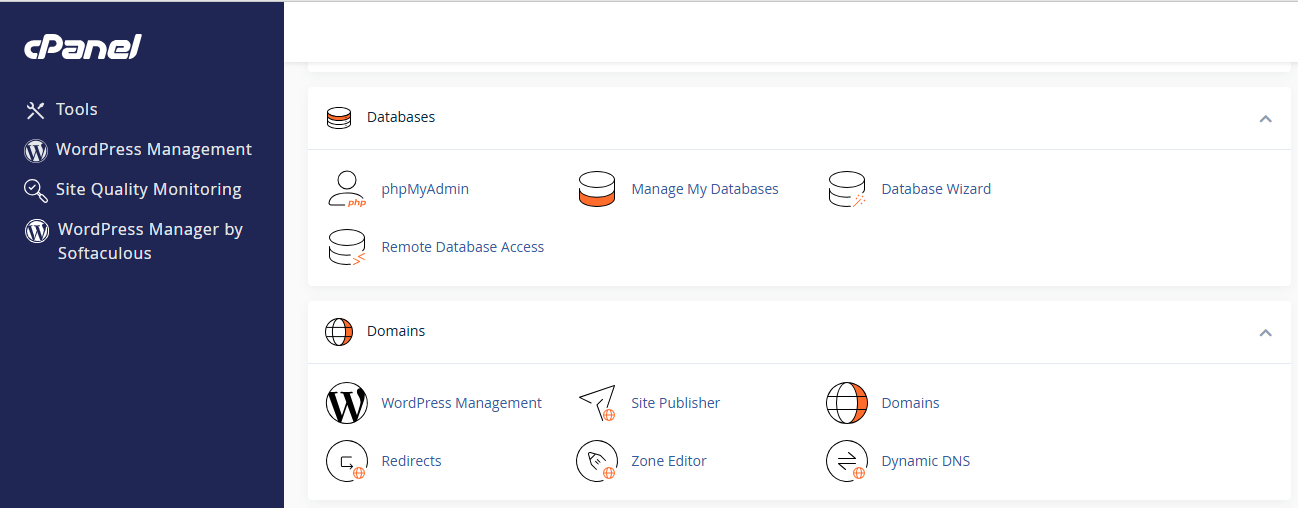 cPanel
Tools
WordPress Management
Site Quality Monitoring
WordPress Manager by
Softaculous
Databases
phpMyAdmin
Manage My Databases
Database Wizard
Remote Database Access
Domains
WordPress Management
Site Publisher
Domains
Redirects
Zone Editor
Dynamic DNS